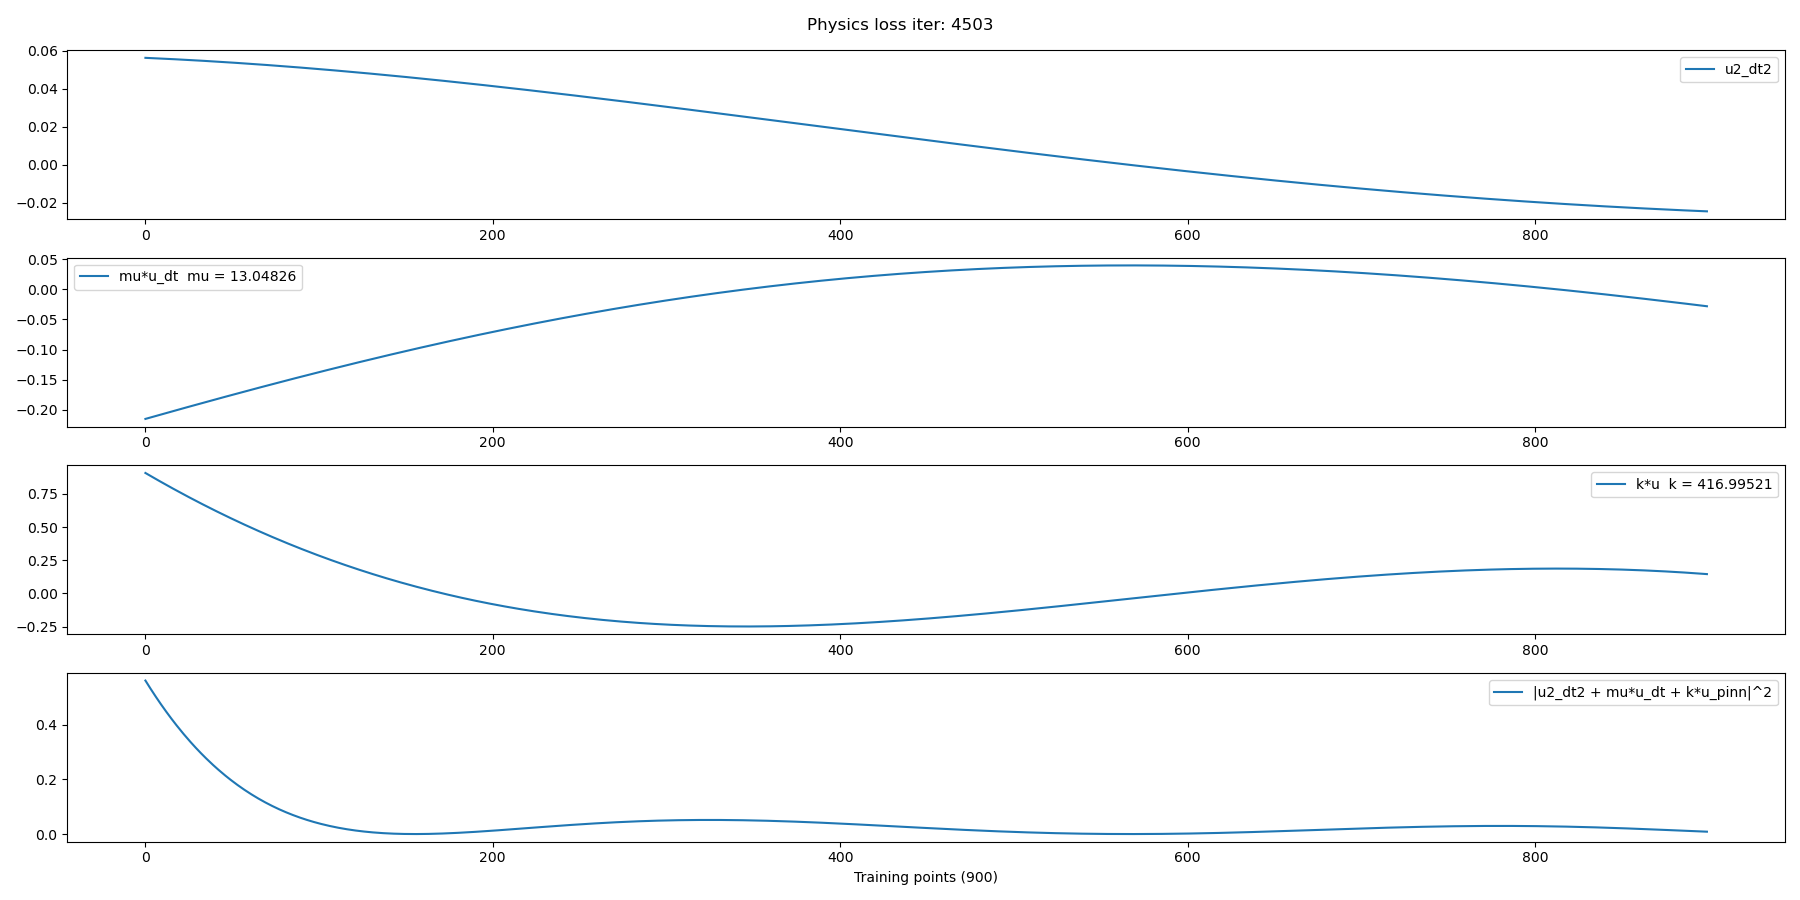 Physics loss iter: 4503
0.06
0.04
0.02
0.00
−0.02
u2_dt2
0 200 400 600 800
0.05
0.00
−0.05
−0.10
−0.15
−0.20
mu*u_dt  mu = 13.04826
0 200 400 600 800
0.75
0.50
0.25
0.00
−0.25
k*u  k = 416.99521
0 200 400 600 800
0.4
0.2
0.0
|u2_dt2 + mu*u_dt + k*u_pinn|^2
0 200 400 600 800
Training points (900)